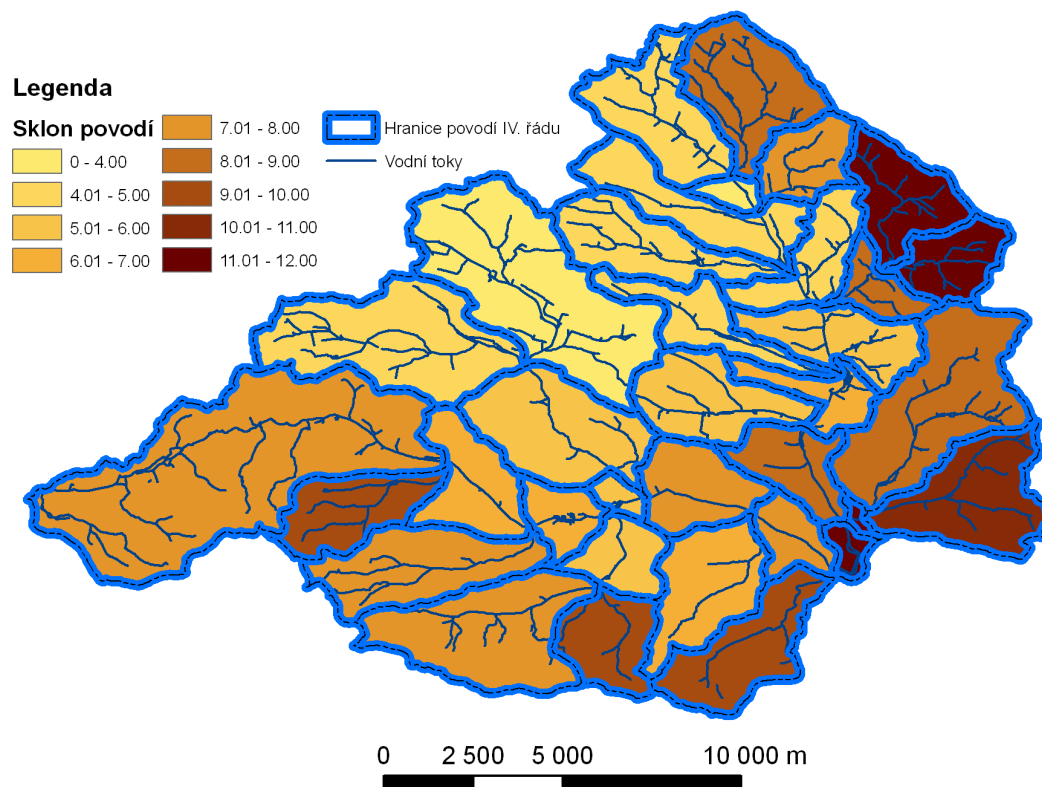 Legenda
Sklon povodí
0 - 4.00
4.01 - 5.00
5.01 - 6.00
6.01 - 7.00
7.01 - 8.00
8.01 - 9.00
9.01 - 10.00
10.01 - 11.00
11.01 - 12.00
Hranice povodí IV. řádu
Vodní toky
0 2 500 5 000 10 000 m